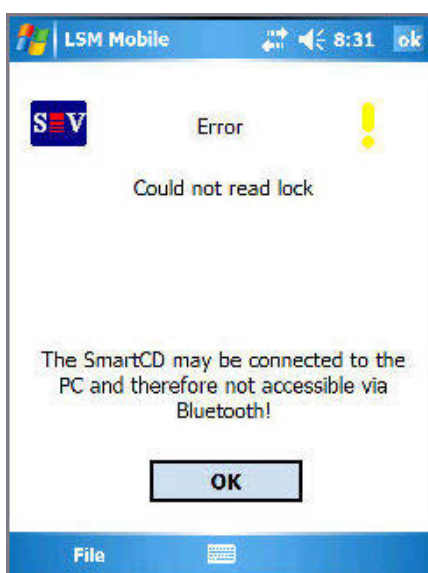 LSM Mobile 8:31 ok
S V Error
Could not read lock
The SmartCD may be connected to the
PC and therefore not accessible via
Bluetooth!
OK
File